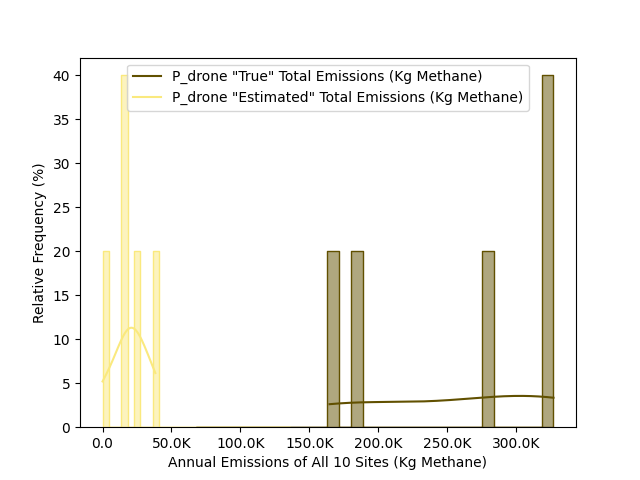 P_drone "True" Total Emissions (Kg Methane)
P_drone "Estimated" Total Emissions (Kg Methane)
40
35
30
25
20
15
10
5
0
Relative Frequency (%)
0.0 50.0K 100.0K 150.0K 200.0K 250.0K 300.0K
Annual Emissions of All 10 Sites (Kg Methane)